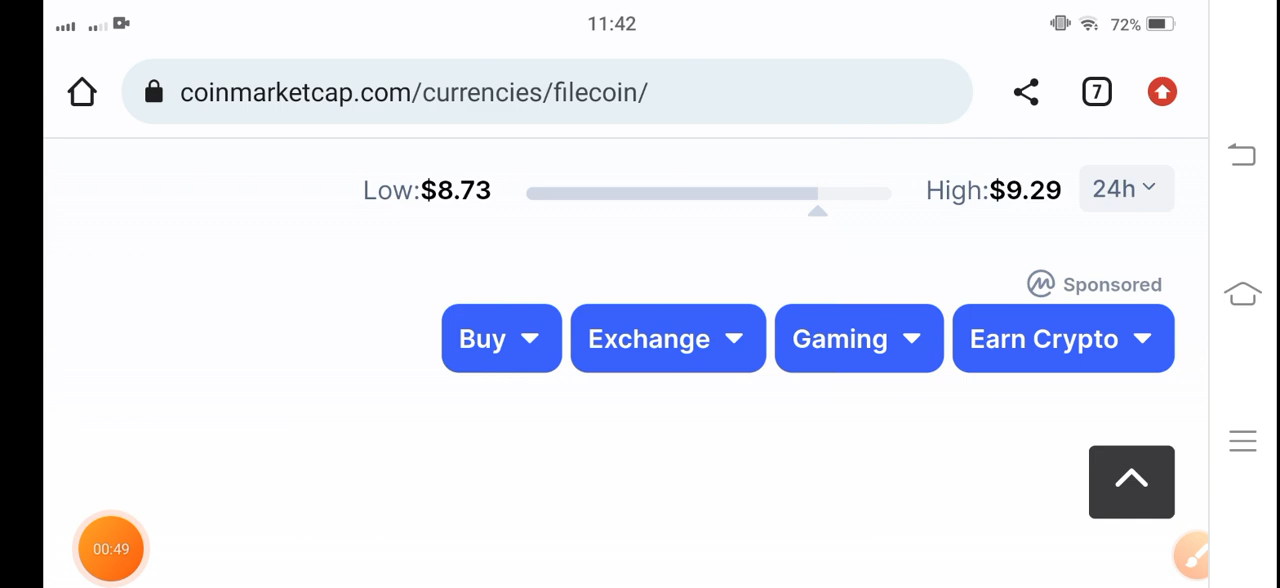 11:42
72%
coinmarketcap.com/currencies/filecoin/
7
Low:$8.73
High:$9.29
24h
Sponsored
Buy
Exchange
Gaming
Earn Crypto
00:49